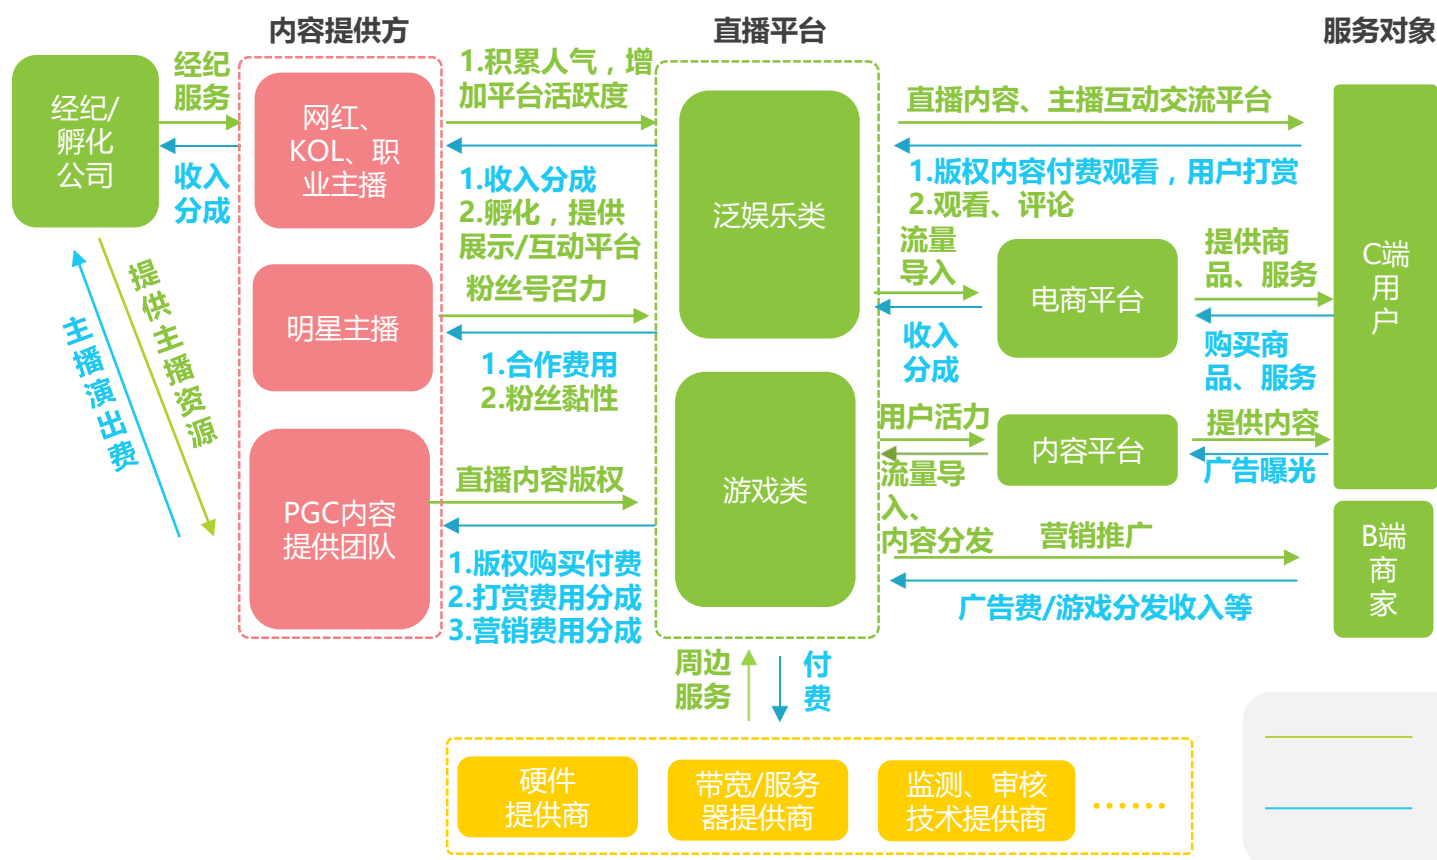 内容提供方
直播平台
服务对象
经纪/
孵化
公司
经纪
服务
收入
分成
网红、
KOL、职
业主播
1.积累人气，增
加平台活跃度
1.收入分成
2.孵化，提供
展示/互动平台
泛娱乐类
直播内容、主播互动交流平台
1.版权内容付费观看，用户打赏
2.观看、评论
C端
用
户
提供主播资源
主播演出费
明星主播
粉丝号召力
1.合作费用
2.粉丝黏性
流量
导入
收入
分成
电商平台
提供商
品、服务
购买商
品、服务
PGC内容
提供团队
直播内容版权
1.版权购买付费
2.打赏费用分成
3.营销费用分成
游戏类
用户活力
流量导
入、
内容分发
内容平台
提供内容
广告曝光
营销推广
广告费/游戏分发收入等
B端
商
家
周边
服务
付
费
硬件
提供商
带宽/服务
器提供商
监测、审核
技术提供商
……